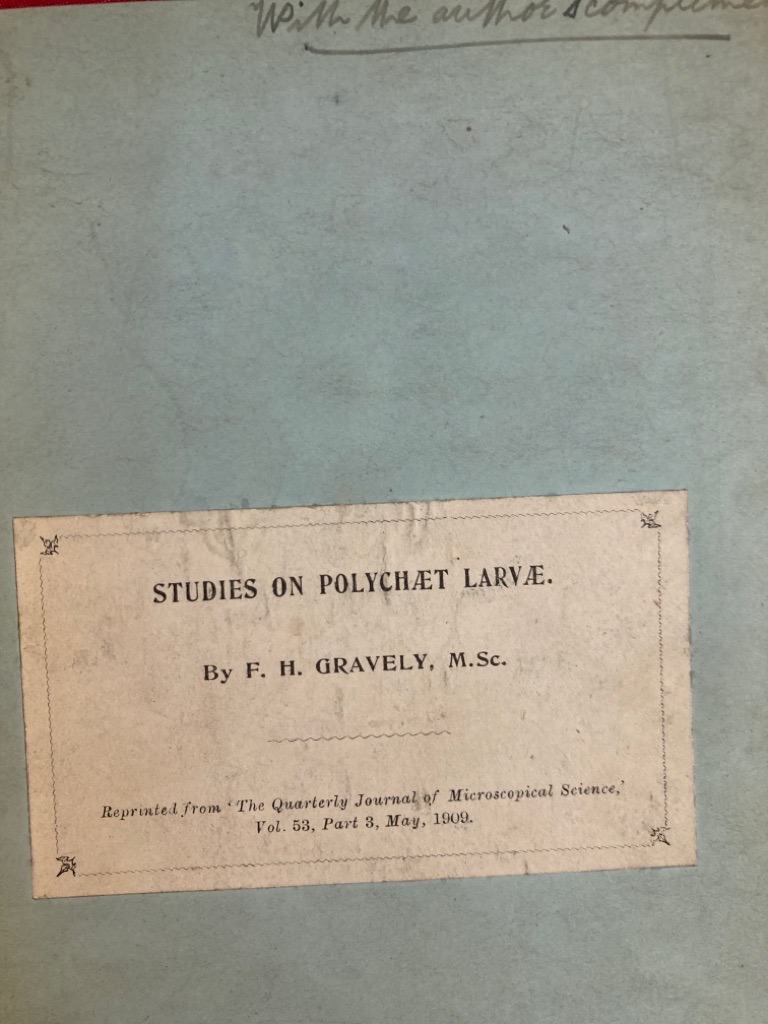 With the author's complime
STUDIES ON POLYCHÆT LARVÆ.
By F. H. GRAVELY, M.Sc.
Reprinted from ‘The Quarterly Journal of Microscopical Science,’
Vol. 53, Part 3, May, 1909.